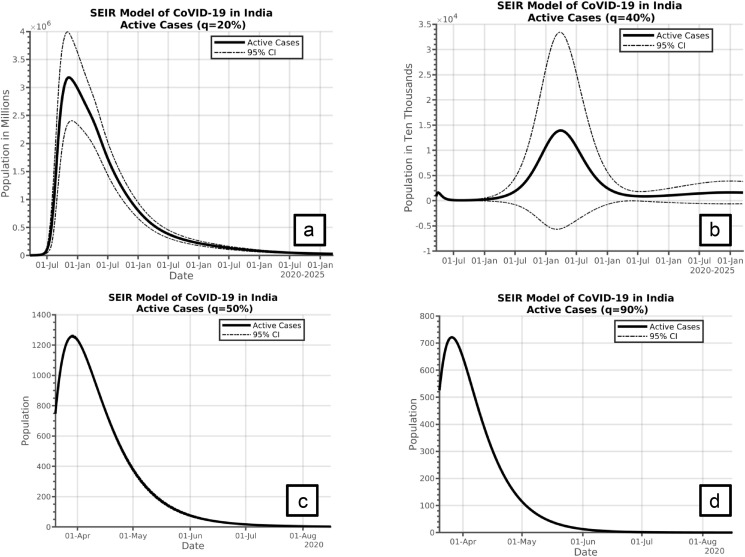 SEIR Model of CoVID-19 in India
Active Cases (q=20%)
×10⁶
Active Cases
95% CI
4
3.5
3
2.5
2
1.5
1
0.5
0
Population in Millions
01-Jul 01-Jan 01-Jul 01-Jan 01-Jul 01-Jan 01-Jul 01-Jan 01-Jul 01-Jan
Date
2020-2025
a
SEIR Model of CoVID-19 in India
Active Cases (q=40%)
×10⁴
Active Cases
95% CI
3.5
3
2.5
2
1.5
1
0.5
0
-0.5
-1
Population in Ten Thousands
01-Jul 01-Jan 01-Jul 01-Jan 01-Jul 01-Jan 01-Jul 01-Jan 01-Jul 01-Jan
2020-2025
b
SEIR Model of CoVID-19 in India
Active Cases (q=50%)
Active Cases
95% CI
1400
1200
1000
800
600
400
200
0
Population
01-Apr 01-May 01-Jun 01-Jul 01-Aug
Date
2020
c
SEIR Model of CoVID-19 in India
Active Cases (q=90%)
Active Cases
95% CI
800
700
600
500
400
300
200
100
0
Population
01-Apr 01-May 01-Jun 01-Jul 01-Aug
Date
2020
d